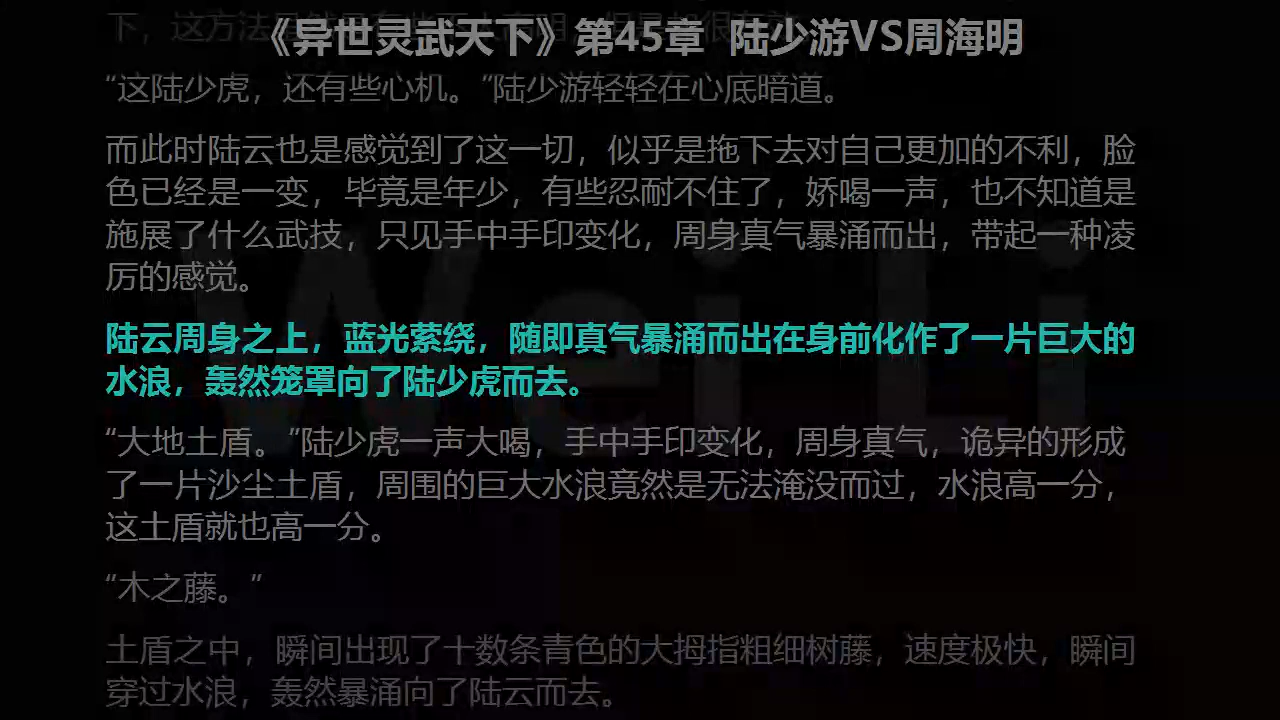 《异世灵武天下》第45章 陆少游VS周海明
“这陆少虎，还有些心机。”陆少游轻轻在心底暗道。
而此时陆云也是感觉到了这一切，似乎是拖下去对自己更加的不利，脸
色已经是一变，毕竟是年少，有些忍耐不住了，娇喝一声，也不知道是
施展了什么武技，只见手中手印变化，周身真气暴涌而出，带起一种凌
厉的感觉。
陆云周身之上，蓝光萦绕，随即真气暴涌而出在身前化作了一片巨大的
水浪，轰然笼罩向了陆少虎而去。
“大地土盾。”陆少虎一声大喝，手中手印变化，周身真气，诡异的形成
了一片沙尘土盾，周围的巨大水浪竟然是无法淹没而过，水浪高一分，
这土盾就也高一分。
“木之藤。”
土盾之中，瞬间出现了十数条青色的大拇指粗细树藤，速度极快，瞬间
穿过水浪，轰然暴涌向了陆云而去。
Wei Li